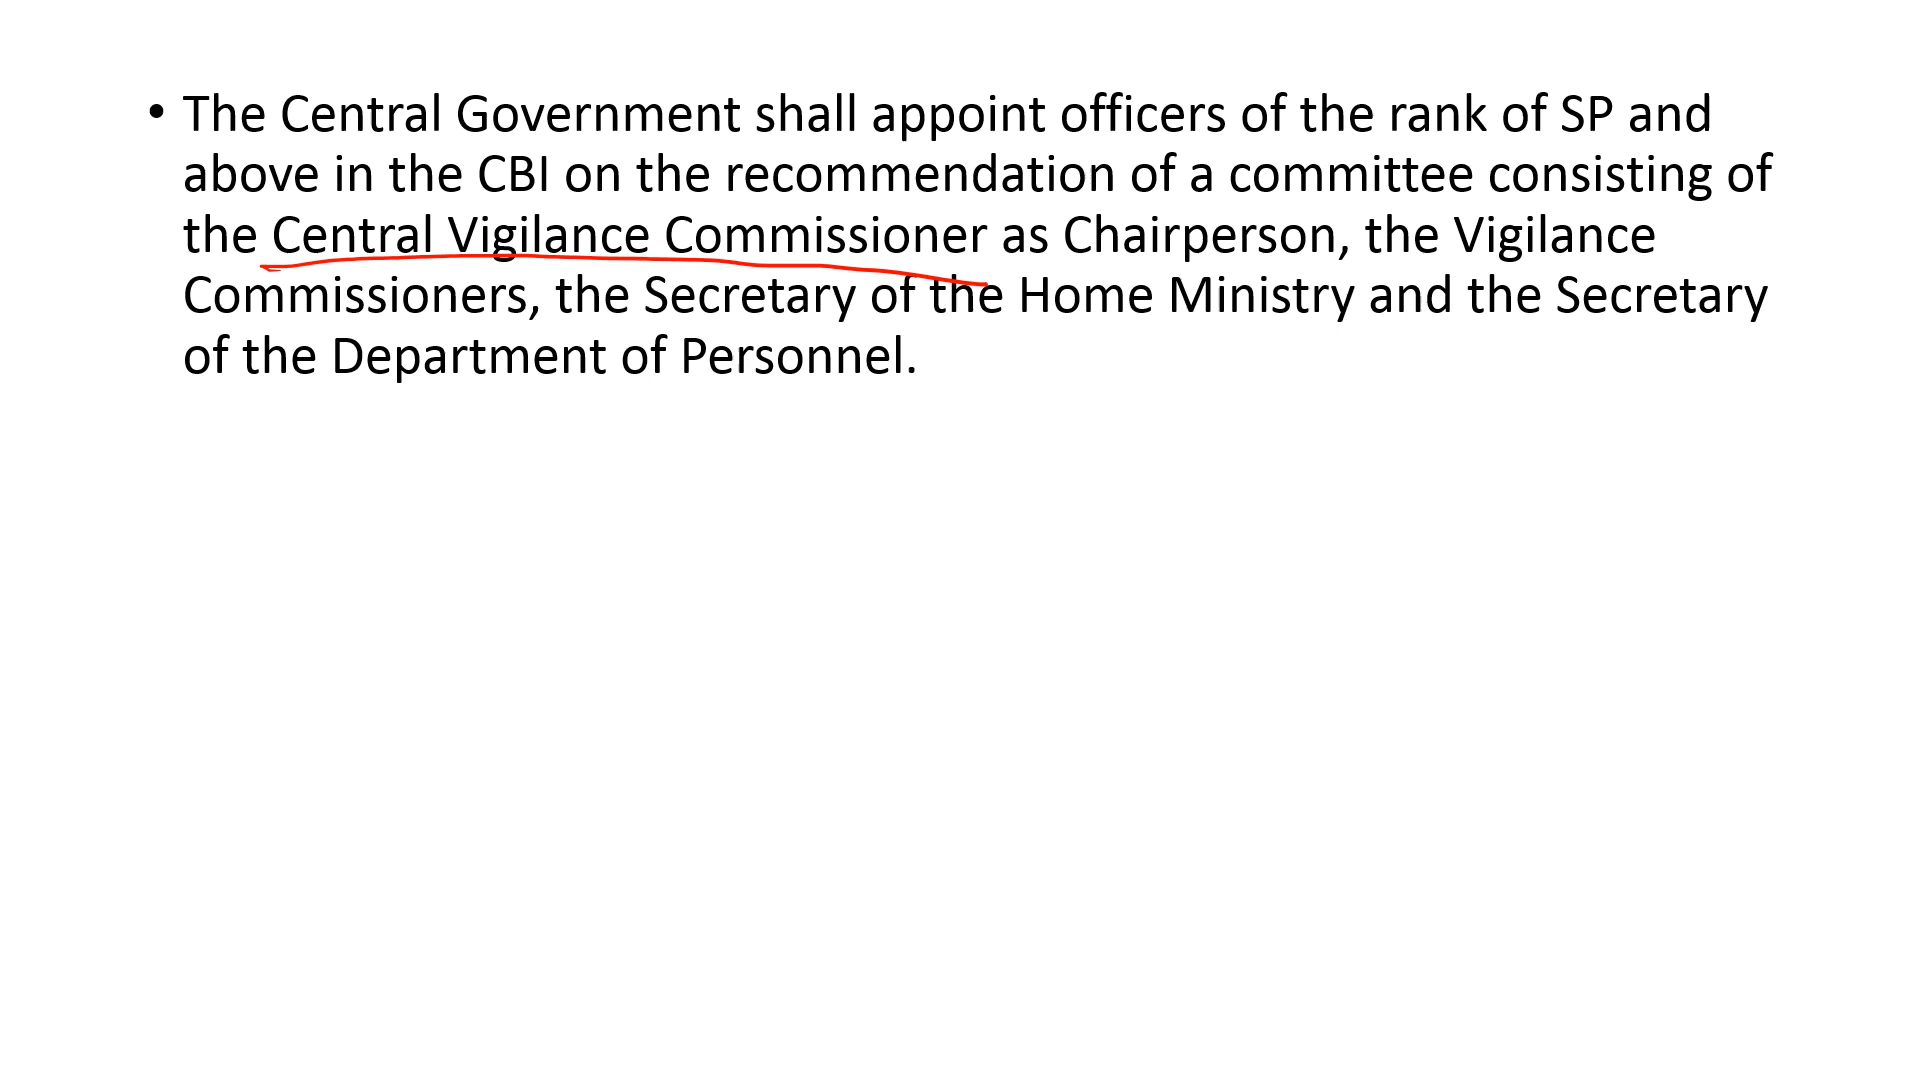 • The Central Government shall appoint officers of the rank of SP and
above in the CBI on the recommendation of a committee consisting of
the Central Vigilance Commissioner as Chairperson, the Vigilance
Commissioners, the Secretary of the Home Ministry and the Secretary
of the Department of Personnel.